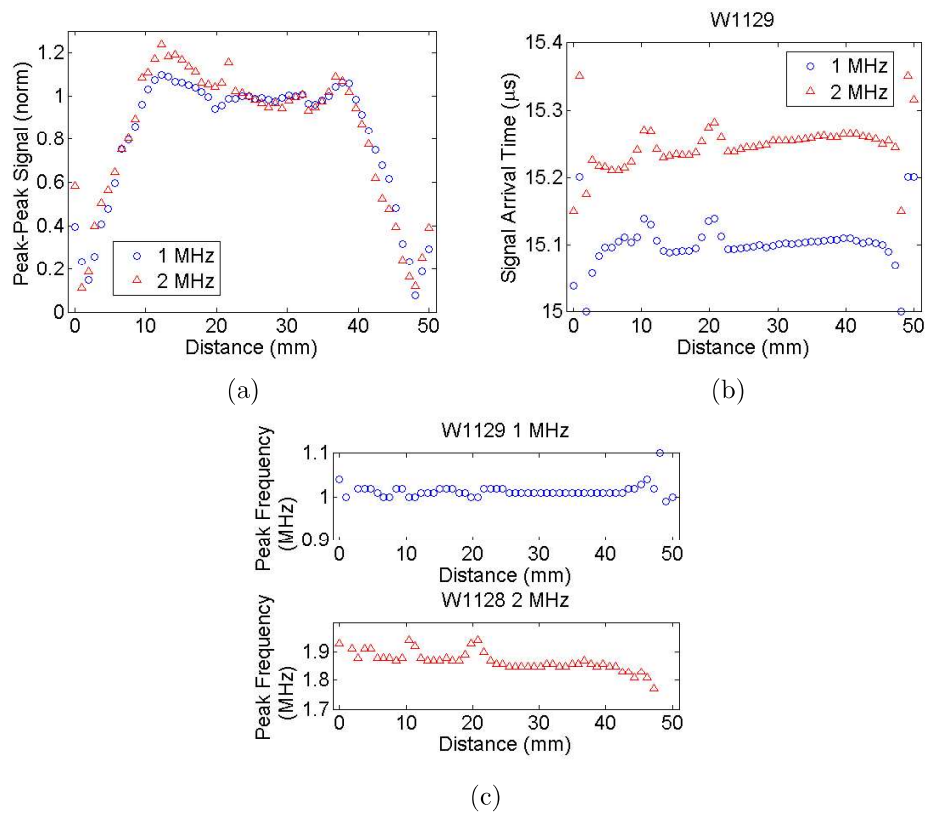 Peak-Peak Signal (norm)
1.2
1
0.8
0.6
0.4
0.2
0
1 MHz
2 MHz
0 10 20 30 40 50
Distance (mm)
(a)
W1129
Signal Arrival Time (µs)
15.4
15.3
15.2
15.1
15
1 MHz
2 MHz
0 10 20 30 40 50
Distance (mm)
(b)
W1129 1 MHz
Peak Frequency
(MHz)
1.1
1
0.9
0 10 20 30 40 50
Distance (mm)
W1128 2 MHz
Peak Frequency
(MHz)
1.9
1.8
1.7
0 10 20 30 40 50
Distance (mm)
(c)